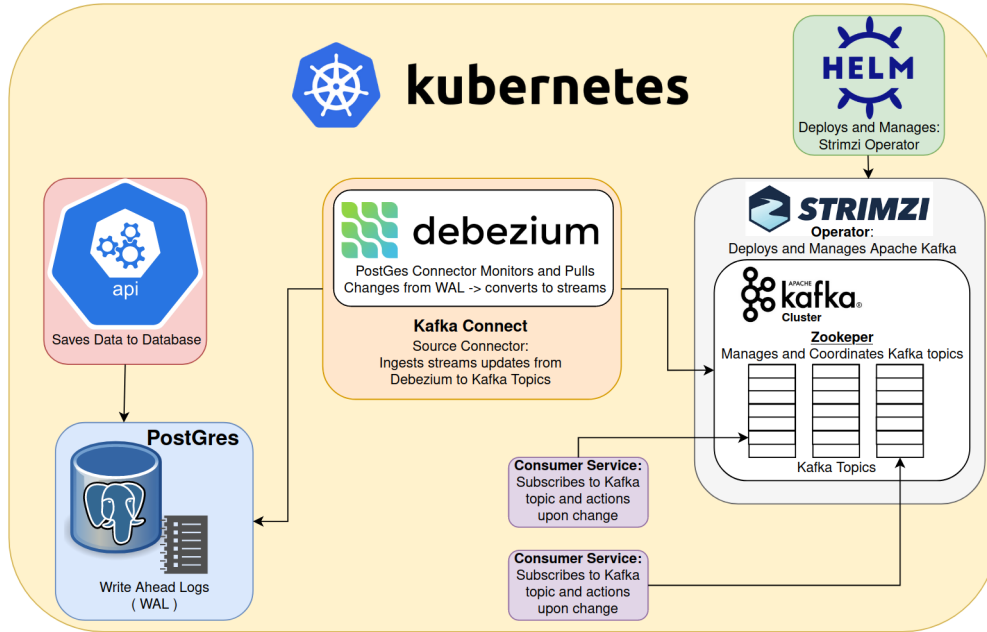 kubernetes
HELM
Deploys and Manages:
Strimzi Operator
api
Saves Data to Database
debezium
PostGes Connector Monitors and Pulls
Changes from WAL -> converts to streams
Kafka Connect
Source Connector:
Ingests streams updates from
Debezium to Kafka Topics
STRIMZI
Operator:
Deploys and Manages Apache Kafka
APACHE
kafka®
Cluster
Zookeper
Manages and Coordinates Kafka topics
Kafka Topics
PostGres
Write Ahead Logs
( WAL )
Consumer Service:
Subscribes to Kafka
topic and actions
upon change
Consumer Service:
Subscribes to Kafka
topic and actions
upon change